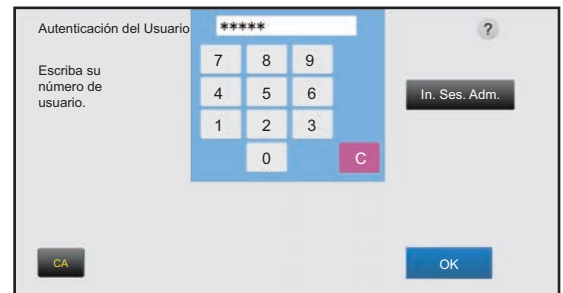 Autenticación del Usuario
*****
?
Escriba su
número de
usuario.
7 8 9
4 5 6
1 2 3
0 C
In. Ses. Adm.
CA
OK